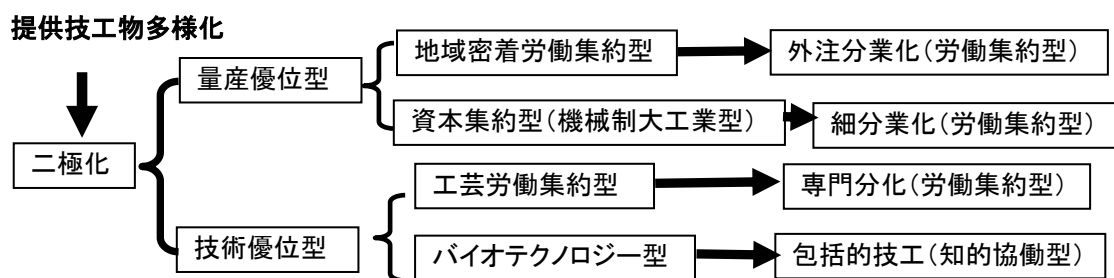 提供技工物多様化
地域密着労働集約型
外注分業化（労働集約型）
量産優位型
資本集約型（機械制大工業型）
細分業化（労働集約型）
二極化
工芸労働集約型
専門分化（労働集約型）
技術優位型
バイオテクノロジー型
包括的技工（知的協働型）